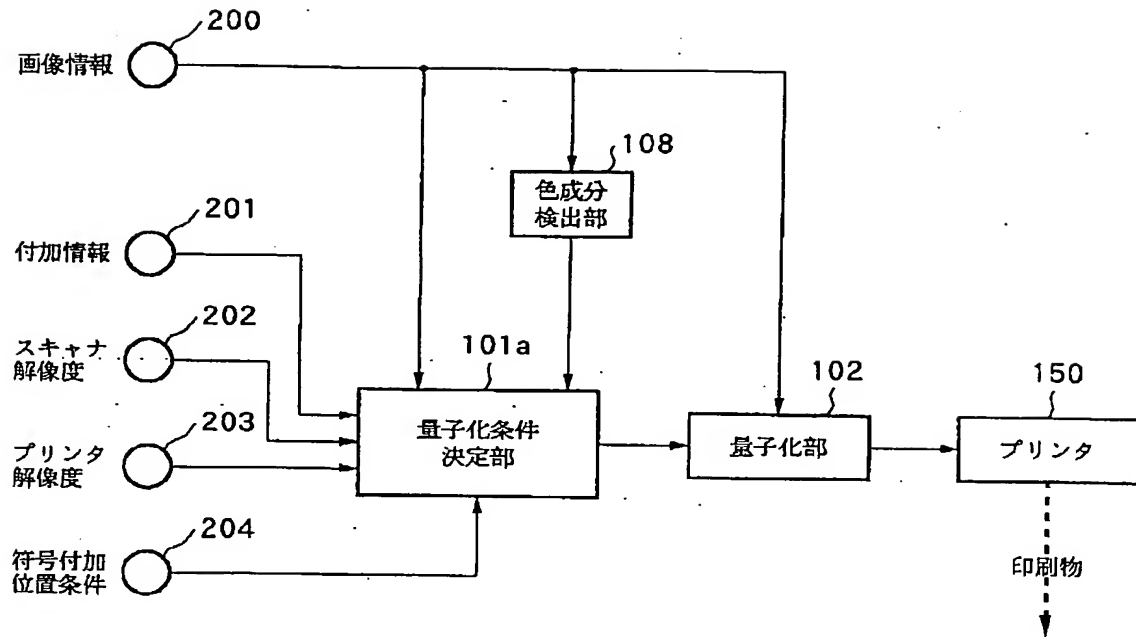 200
画像情報
108
色成分
検出部
201
付加情報
202
スキャナ
解像度
101a
量子化条件
決定部
102
量子化部
150
プリンタ
203
プリンタ
解像度
204
符号付加
位置条件
印刷物